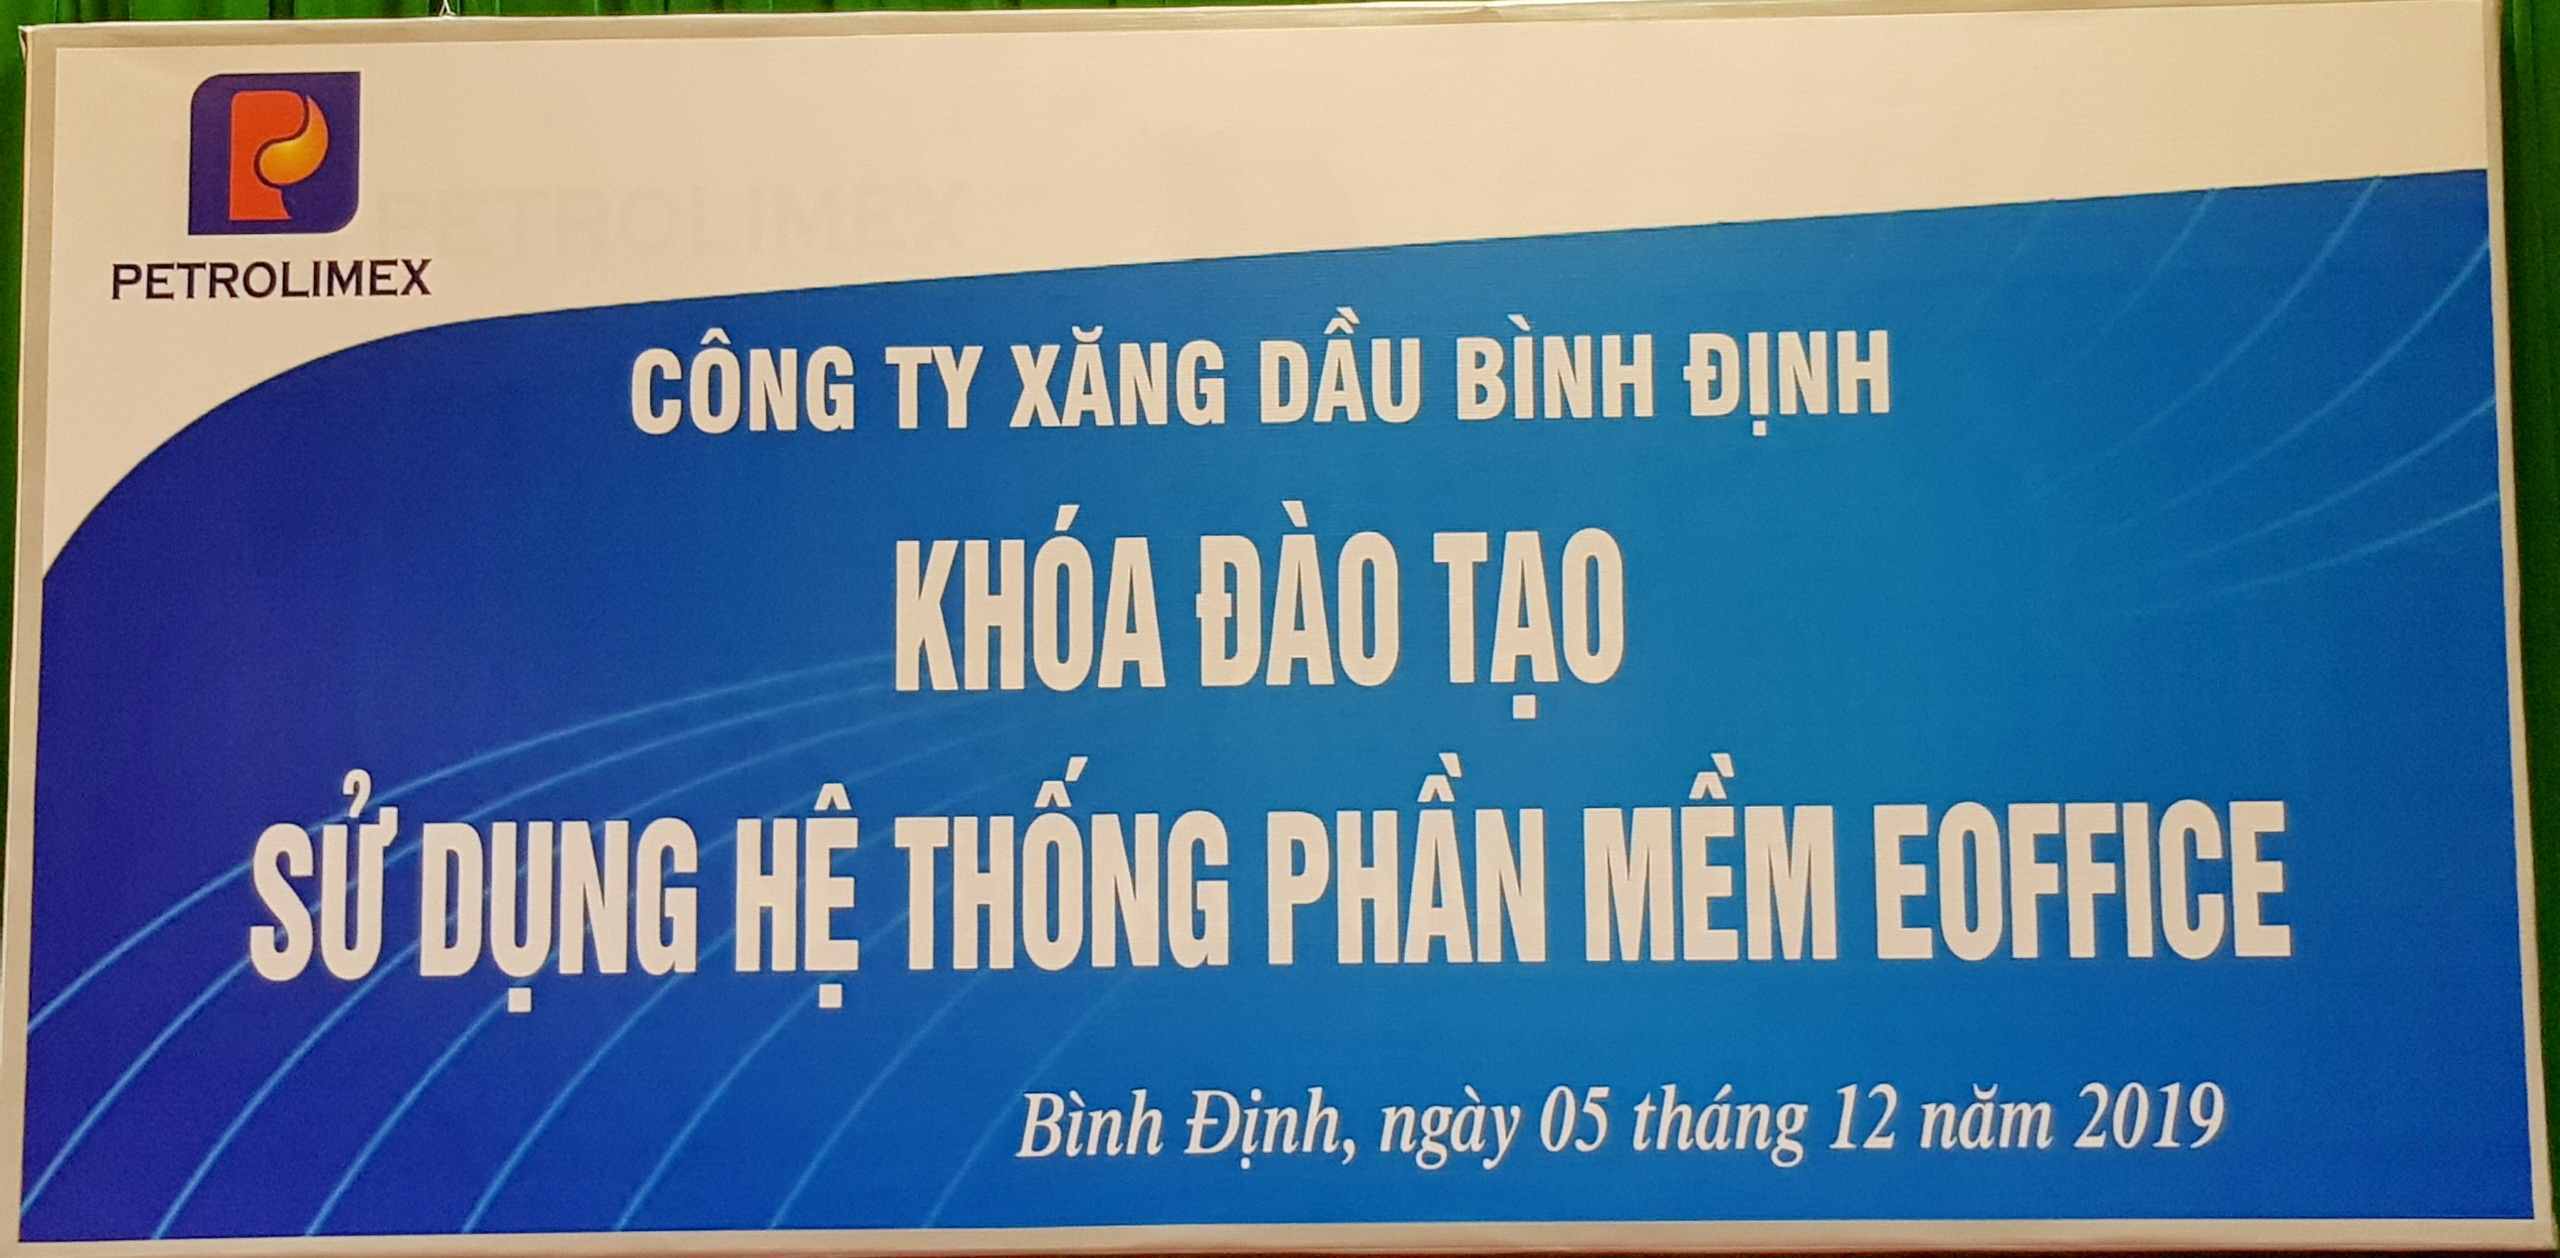 PETROLIMEX
PETROLIMEX
CÔNG TY XĂNG DẦU BÌNH ĐỊNH
KHÓA ĐÀO TẠO
SỬ DỤNG HỆ THỐNG PHẦN MỀM EOFFICE
Bình Định, ngày 05 tháng 12 năm 2019